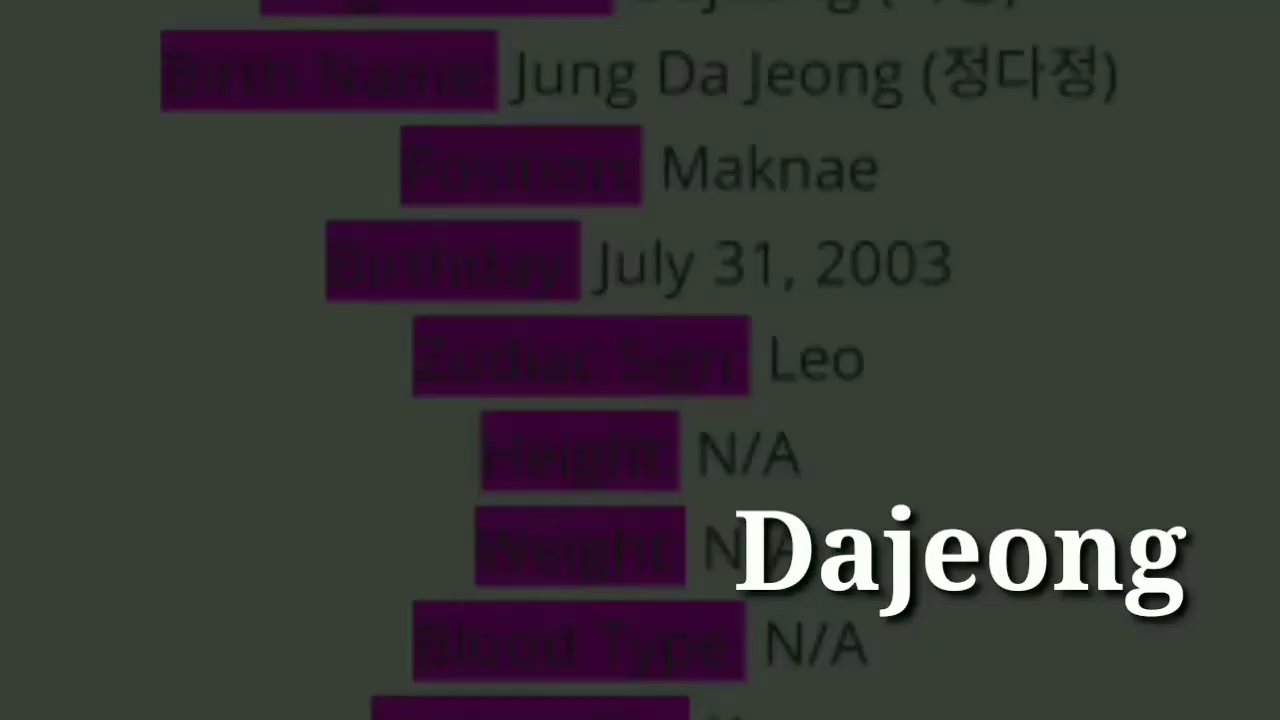 Birth Name: Jung Da Jeong (정다정)
Position: Maknae
Birthday: July 31, 2003
Zodiac Sign: Leo
Height: N/A
Weight: N/A
Dajeong
Blood Type: N/A